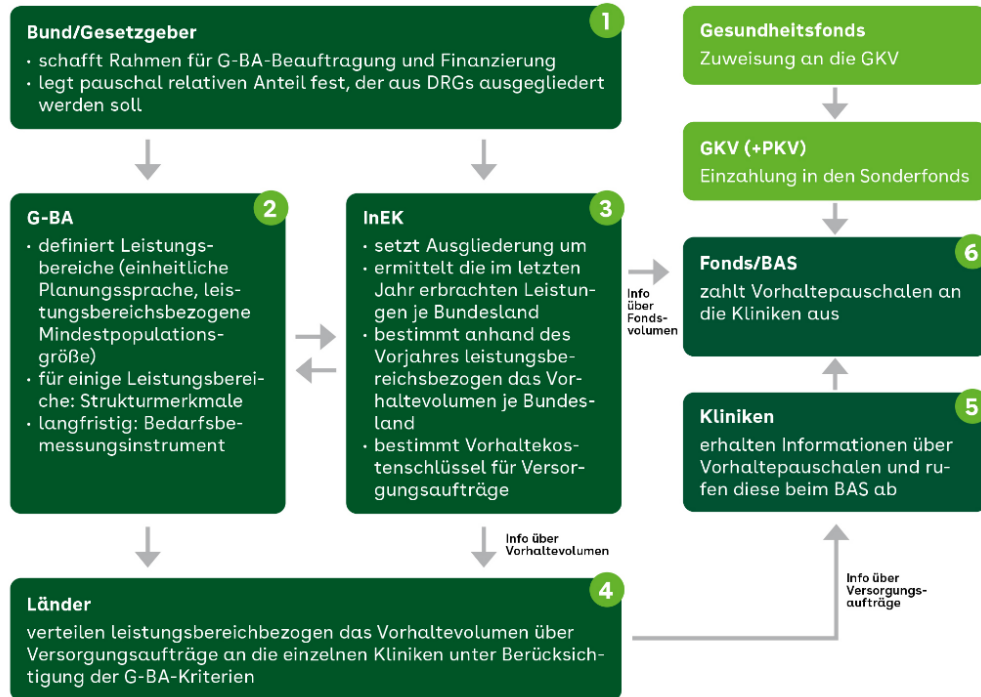 Bund/Gesetzgeber
1
· schafft Rahmen für G-BA-Beauftragung und Finanzierung
· legt pauschal relativen Anteil fest, der aus DRGs ausgegliedert
werden soll
Gesundheitsfonds
Zuweisung an die GKV
GKV (+PKV)
Einzahlung in den Sonderfonds
G-BA
2
· definiert Leistungs-
bereiche (einheitliche
Planungssprache, leis-
tungsbereichsbezogene
Mindestpopulations-
größe)
· für einige Leistungsberei-
che: Strukturmerkmale
· langfristig: Bedarfsbe-
messungsinstrument
InEK
3
· setzt Ausgliederung um
· ermittelt die im letzten
Jahr erbrachten Leistun-
gen je Bundesland
· bestimmt anhand des
Vorjahres leistungsbe-
reichsbezogen das Vor-
haltevolumen je Bundes-
land
· bestimmt Vorhaltekos-
tenschlüssel für Versor-
gungsaufträge
Info
über
Fonds-
volumen
Fonds/BAS
6
zahlt Vorhaltepauschalen an
die Kliniken aus
Kliniken
5
erhalten Informationen über
Vorhaltepauschalen und ru-
fen diese beim BAS ab
Info über
Vorhaltevolumen
Info über
Versorgungs-
aufträge
Länder
4
verteilen leistungsbereichbezogen das Vorhaltevolumen über
Versorgungsaufträge an die einzelnen Kliniken unter Berücksich-
tigung der G-BA-Kriterien